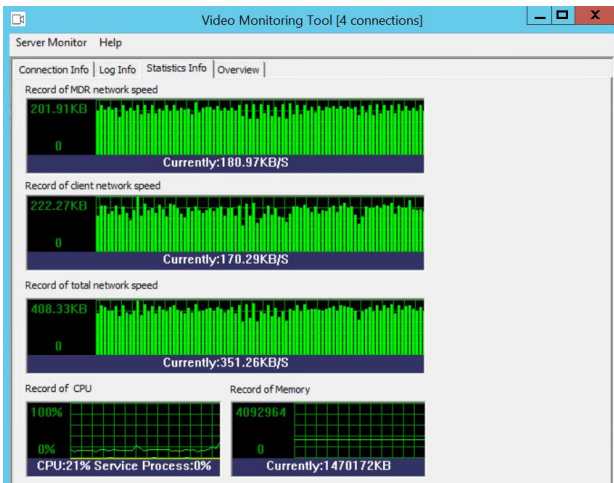 Video Monitoring Tool [4 connections]
Server Monitor Help
Connection Info Log Info Statistics Info Overview
Record of MDR network speed
201.91KB
0
Currently:180.97KB/S
Record of client network speed
222.27KB
0
Currently:170.29KB/S
Record of total network speed
408.33KB
0
Currently:351.26KB/S
Record of CPU Record of Memory
100% 4092964
0% 0
CPU:21% Service Process:0% Currently:1470172KB